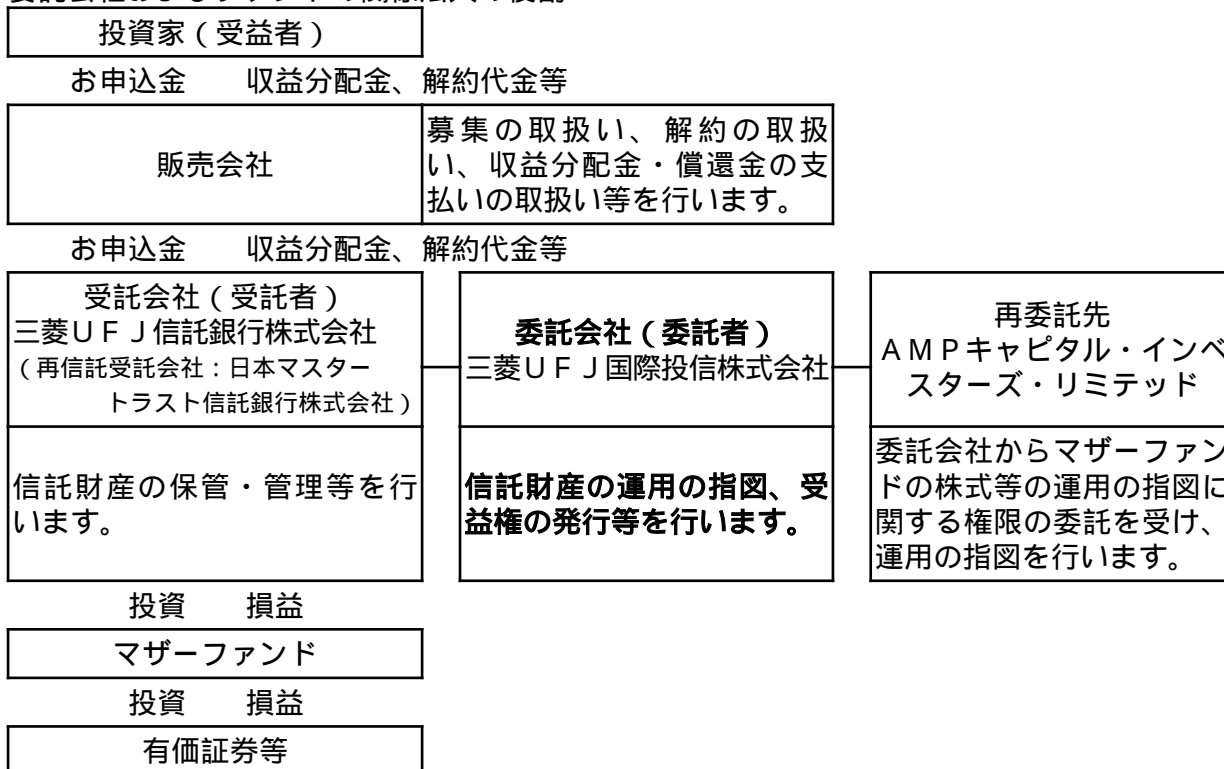 投資家(受益者)
お申込金　　収益分配金、解約代金等
販売会社
募集の取扱い、解約の取扱
い、収益分配金・償還金の支
払いの取扱い等を行います。
お申込金　　収益分配金、解約代金等
受託会社(受託者)
三菱UFJ信託銀行株式会社
(再信託受託会社:日本マスター
トラスト信託銀行株式会社)
委託会社(委託者)
三菱UFJ国際投信株式会社
再委託先
AMPキャピタル・インベ
スターズ・リミテッド
信託財産の保管・管理等を行
います。
信託財産の運用の指図、受
益権の発行等を行います。
委託会社からマザーファン
ドの株式等の運用の指図に
関する権限の委託を受け、
運用の指図を行います。
投資　　損益
マザーファンド
投資　　損益
有価証券等